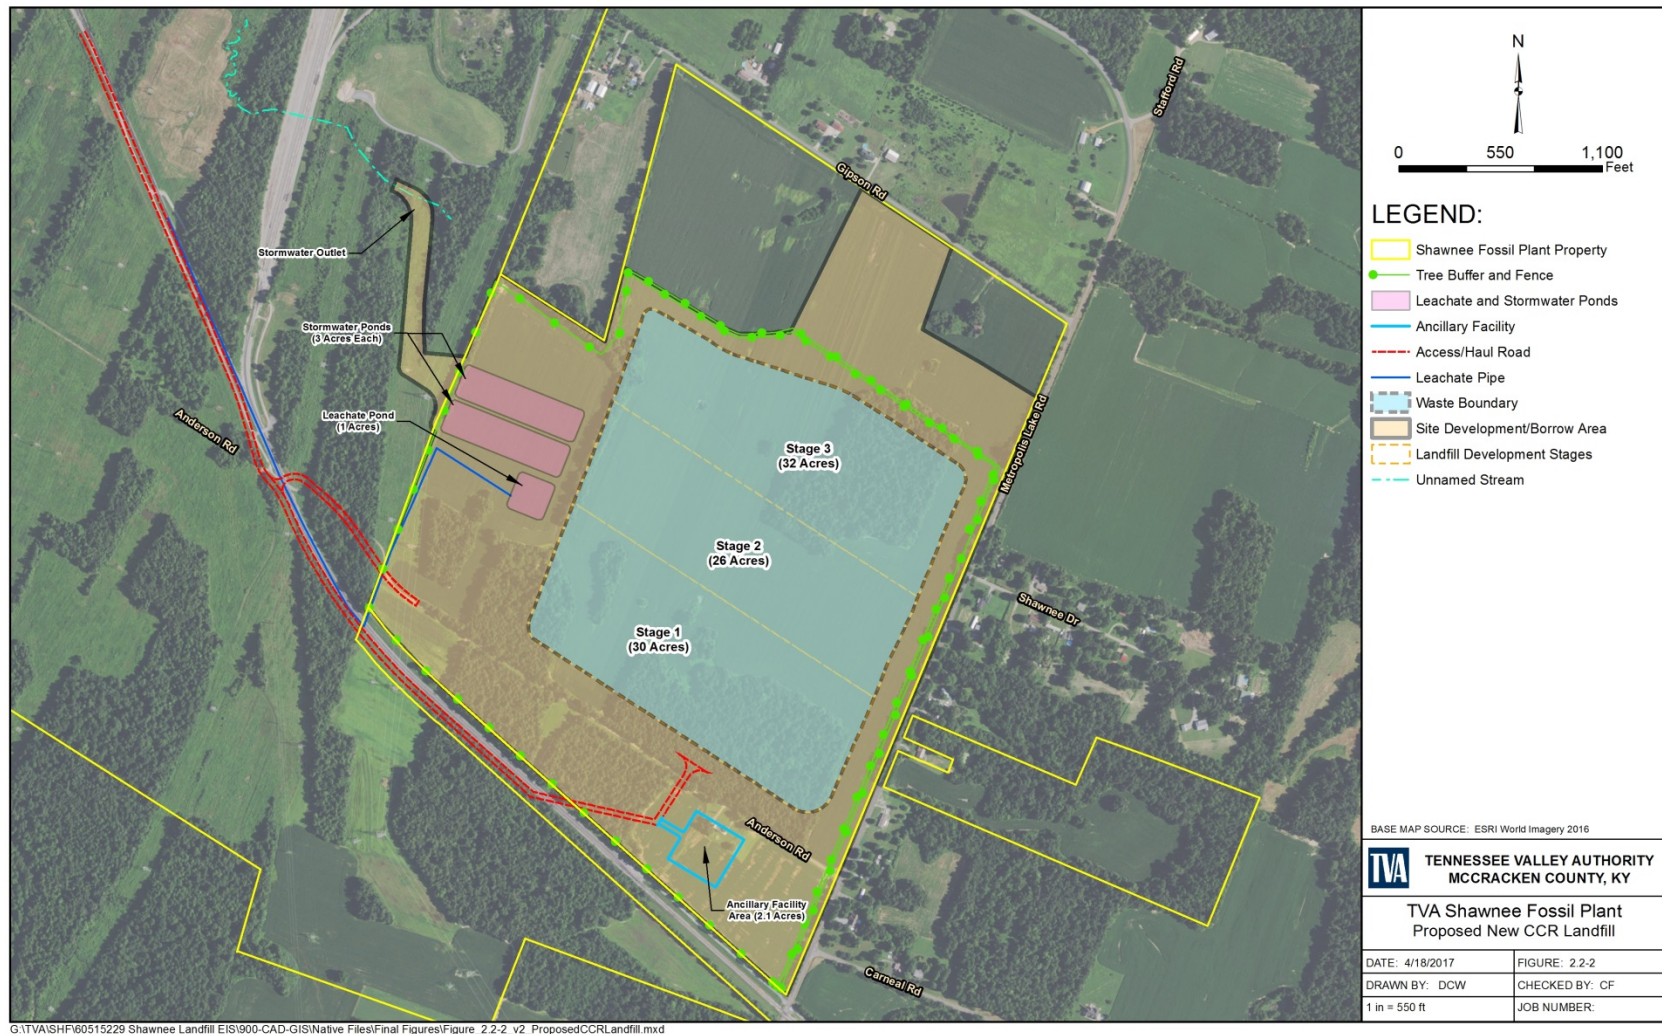 Stafford Rd
Gipson Rd
Stormwater Outlet
Stormwater Ponds
(3 Acres Each)
Leachate Pond
(1 Acres)
Anderson Rd
Metropolis Lake Rd
Stage 3
(32 Acres)
Stage 2
(26 Acres)
Shawnee Dr
Stage 1
(30 Acres)
Anderson Rd
Ancillary Facility
Area (2.1 Acres)
Carneal Rd
N
0 550 1,100
Feet
LEGEND:
Shawnee Fossil Plant Property
Tree Buffer and Fence
Leachate and Stormwater Ponds
Ancillary Facility
Access/Haul Road
Leachate Pipe
Waste Boundary
Site Development/Borrow Area
Landfill Development Stages
Unnamed Stream
BASE MAP SOURCE: ESRI World Imagery 2016
TVA
TENNESSEE VALLEY AUTHORITY
MCCRACKEN COUNTY, KY
TVA Shawnee Fossil Plant
Proposed New CCR Landfill
DATE: 4/18/2017
FIGURE: 2.2-2
DRAWN BY: DCW
CHECKED BY: CF
1 in = 550 ft
JOB NUMBER:
G:\TVA\SHF\60515229 Shawnee Landfill EIS\900-CAD-GIS\Native Files\Final Figures\Figure_2.2-2_v2_ProposedCCRLandfill.mxd